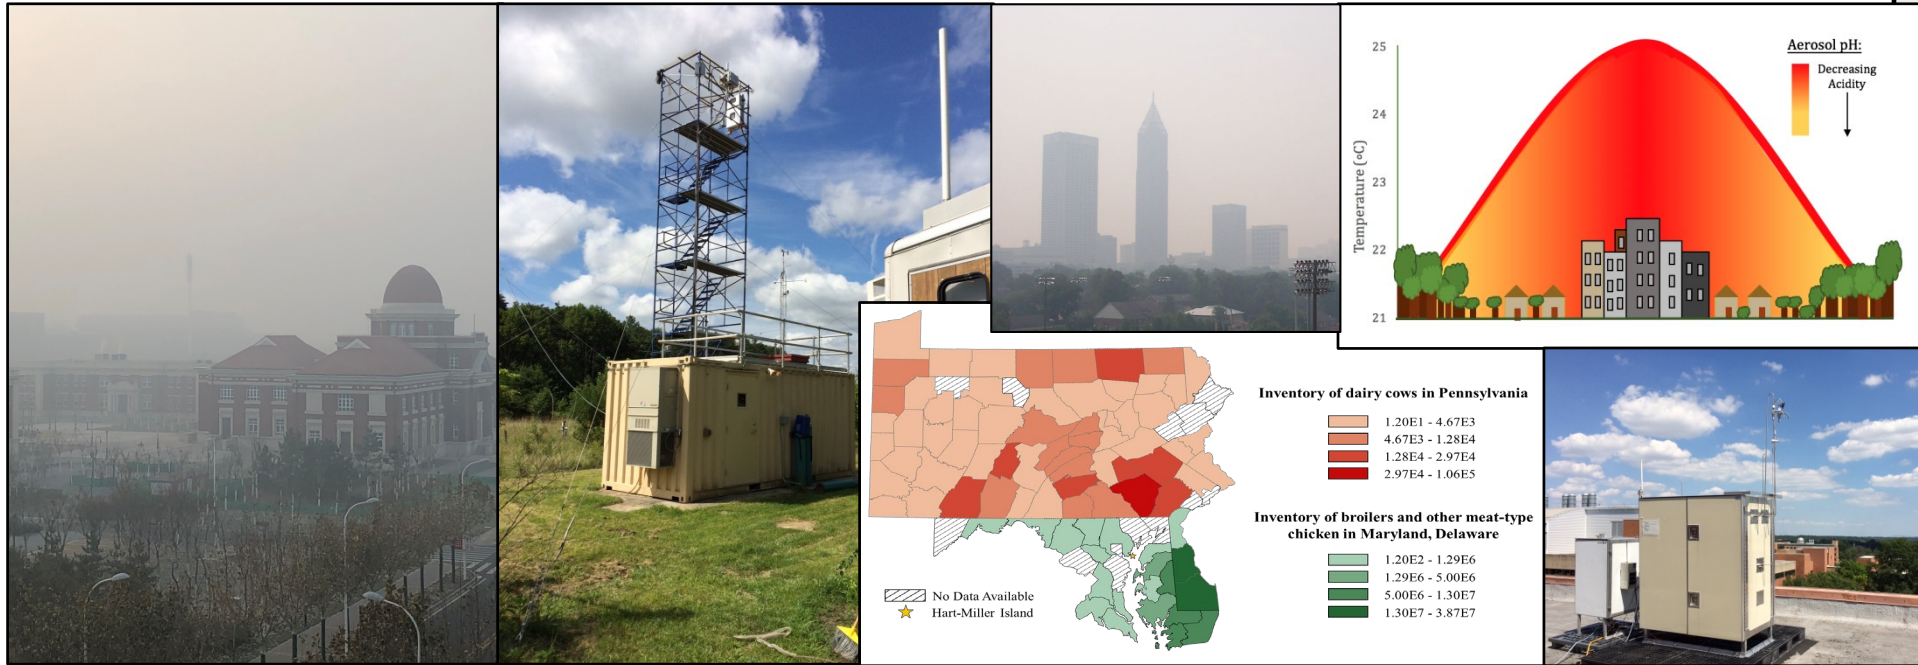 25
24
23
22
21
Temperature (°C)
Aerosol pH:
Decreasing
Acidity
Inventory of dairy cows in Pennsylvania
1.20E1 - 4.67E3
4.67E3 - 1.28E4
1.28E4 - 2.97E4
2.97E4 - 1.06E5
Inventory of broilers and other meat-type
chicken in Maryland, Delaware
1.20E2 - 1.29E6
1.29E6 - 5.00E6
5.00E6 - 1.30E7
1.30E7 - 3.87E7
No Data Available
Hart-Miller Island